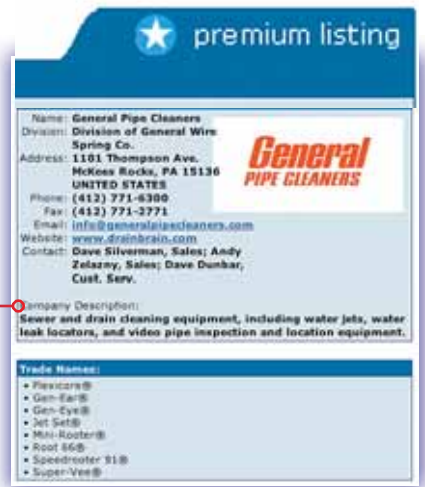 premium listing
Name: General Pipe Cleaners
Division: Division of General Wire
Spring Co.
Address: 1101 Thompson Ave.
McKees Rocks, PA 15136
UNITED STATES
Phone: (412) 771-6300
Fax: (412) 771-2771
Email: info@generalpipecleaners.com
Website: www.drainbrain.com
Contact: Dave Silverman, Sales; Andy
Zelazny, Sales; Dave Dunbar,
Cust. Serv.
General
PIPE CLEANERS
Company Description:
Sewer and drain cleaning equipment, including water jets, water
leak locators, and video pipe inspection and location equipment.
Trade Names:
• Flexicore®
• Gen-Ear®
• Gen-Eye®
• Jet Set®
• Mini-Rooter®
• Root 66®
• Speedrooter 91®
• Super-Vee®